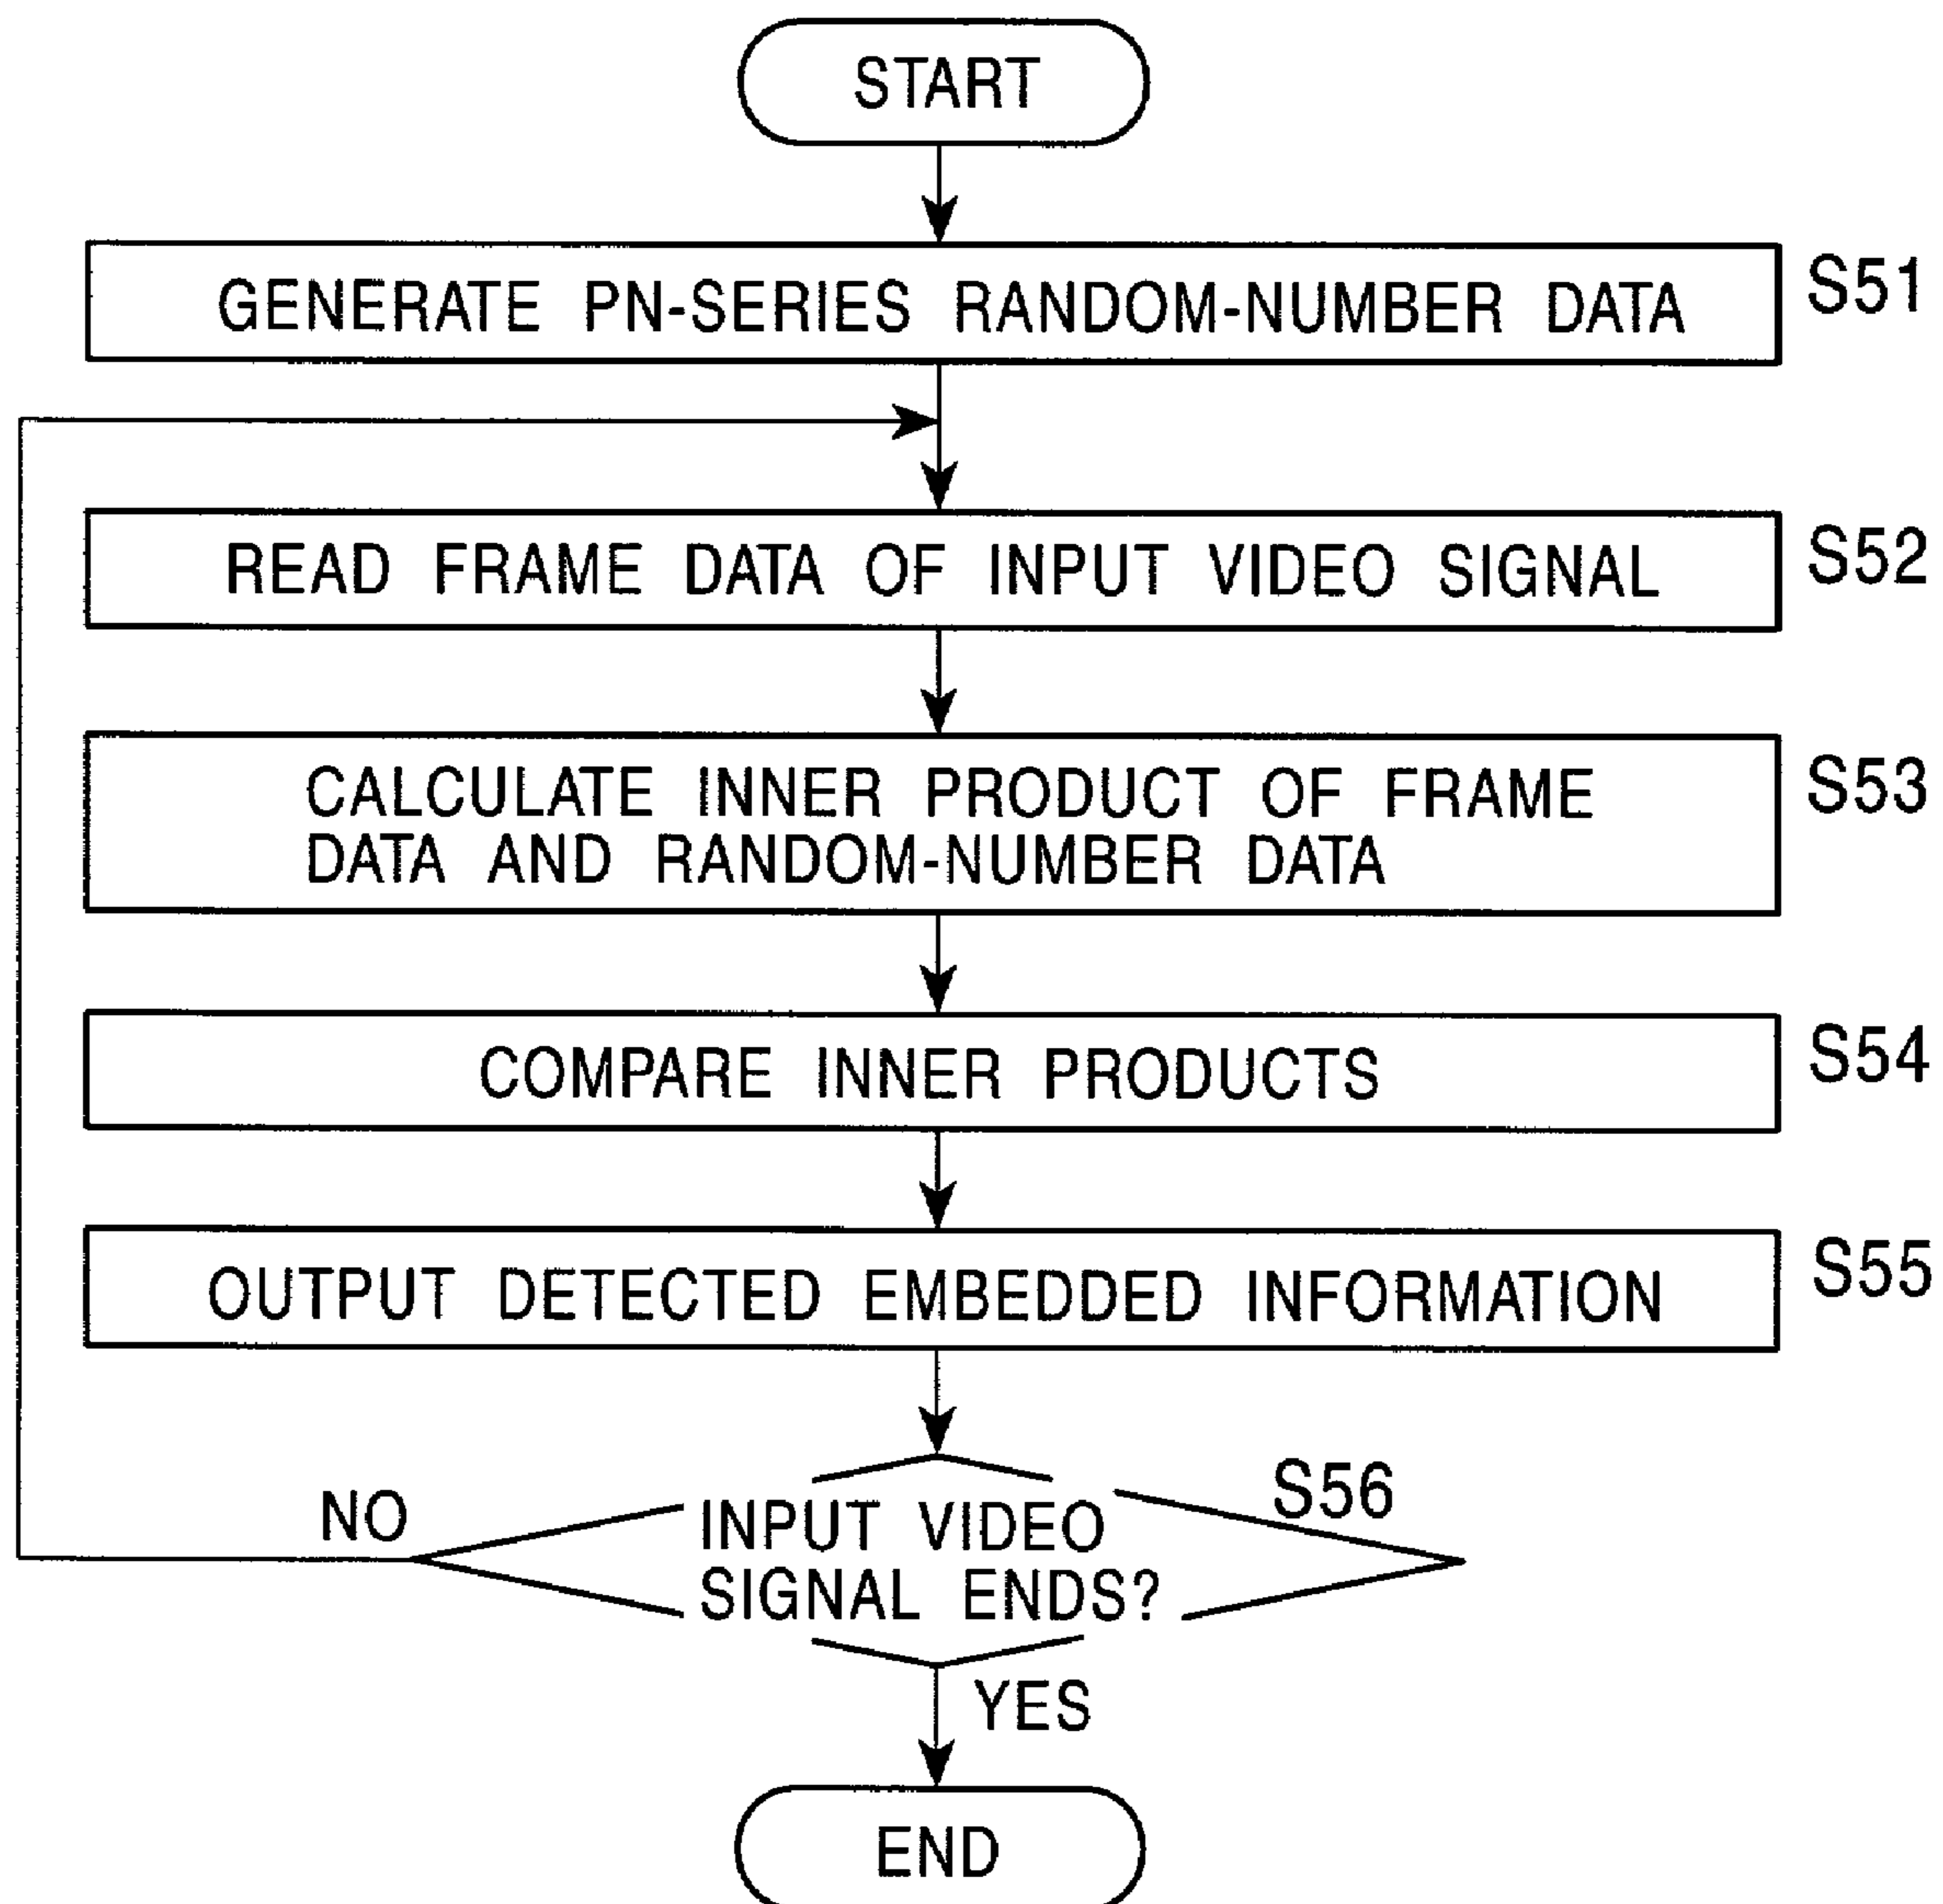 START
GENERATE PN-SERIES RANDOM-NUMBER DATA
S51
READ FRAME DATA OF INPUT VIDEO SIGNAL
S52
CALCULATE INNER PRODUCT OF FRAME
DATA AND RANDOM-NUMBER DATA
S53
COMPARE INNER PRODUCTS
S54
OUTPUT DETECTED EMBEDDED INFORMATION
S55
S56
NO
INPUT VIDEO
SIGNAL ENDS?
YES
END